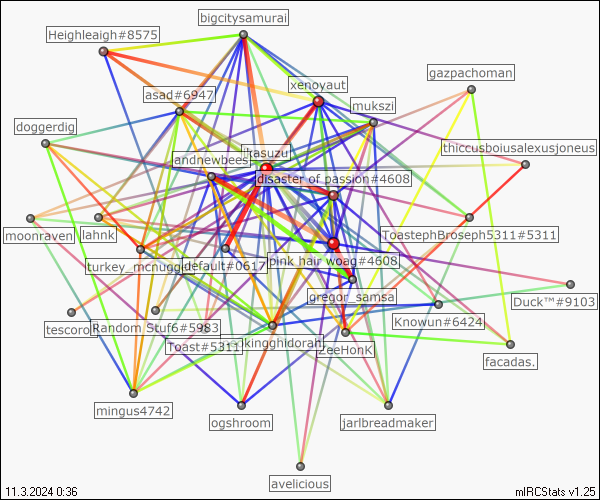 bigcitysamurai
Heighleaigh#8575
gazpachoman
xenoyaut
asad#6947
mukszi
doggerdig
thiccusboiusalexusjoneus
itasuzu
andnewbees
disaster of passion#4608
moonraven
lahnk
ToastephBroseph5311#5311
turkey_mcnugge
default#0617
pink hair woag#4608
gregor_samsa
Duck™#9103
tescorol
Random Stuf6#5983
Knowun#6424
Toast#5311
kingghidorah
ZeeHonK
facadas.
mingus4742
ogshroom
jarlbreadmaker
avelicious
11.3.2024 0:36
mIRCStats v1.25